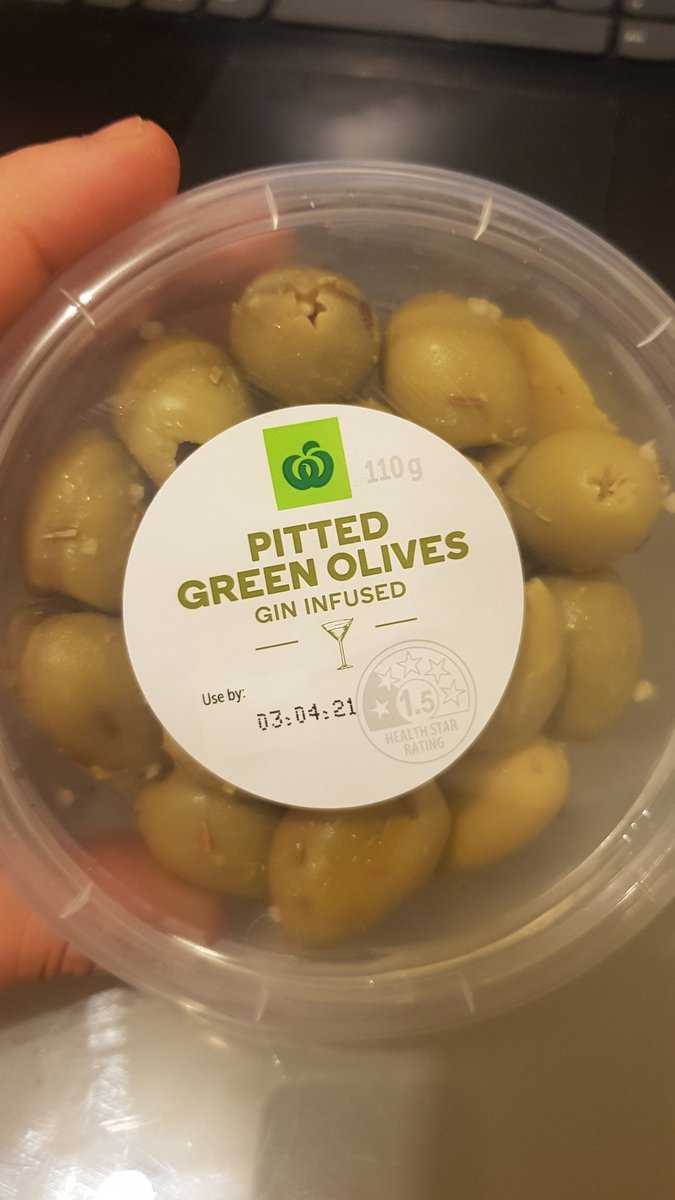 110g
PITTED
GREEN OLIVES
GIN INFUSED
Use by:
03:04:21
1.5
HEALTH STAR
RATING